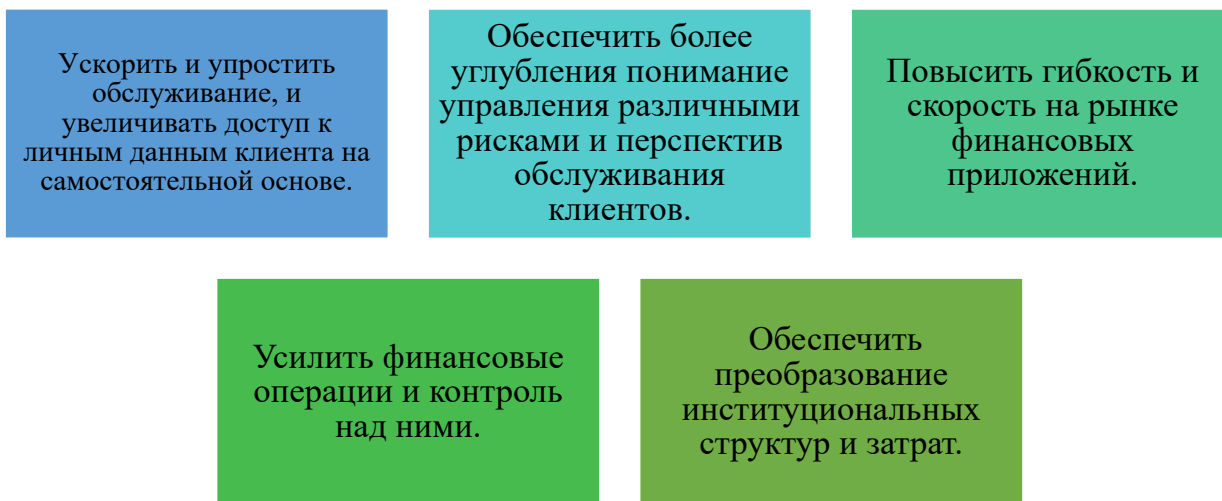 Ускорить и упростить
обслуживание, и
увеличивать доступ к
личным данным клиента на
самостоятельной основе.
Обеспечить более
углубления понимание
управления различными
рисками и перспектив
обслуживания
клиентов.
Повысить гибкость и
скорость на рынке
финансовых
приложений.
Усилить финансовые
операции и контроль
над ними.
Обеспечить
преобразование
институциональных
структур и затрат.